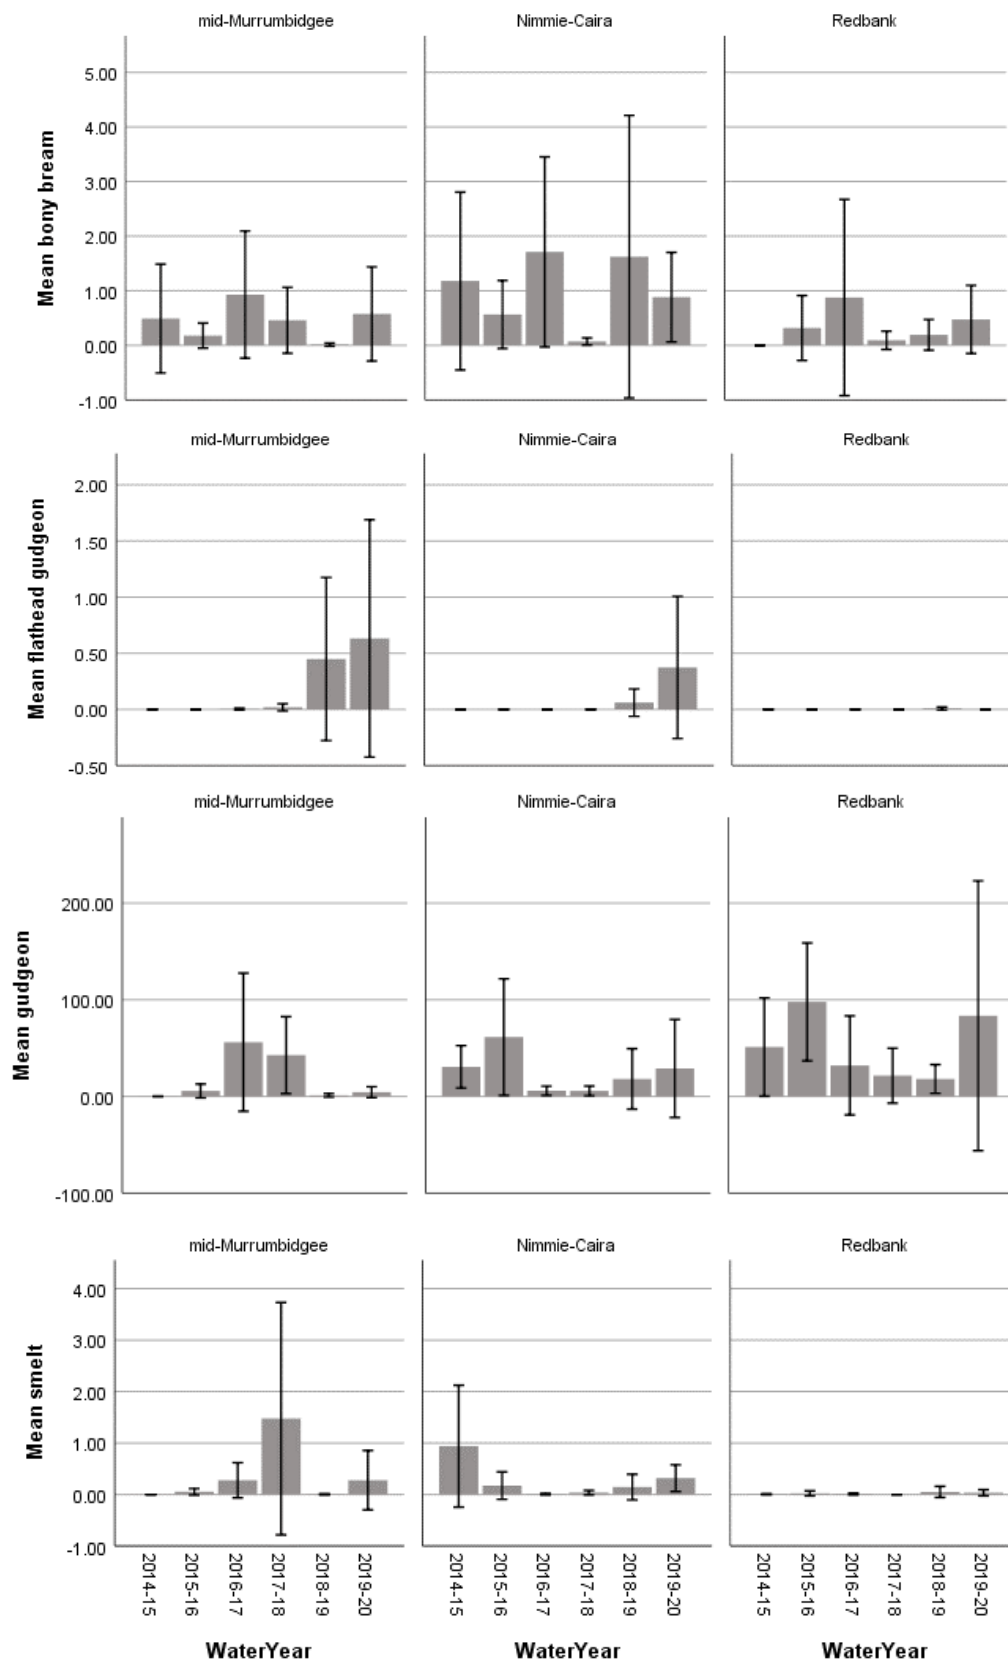 mid-Murrumbidgee Nimmie-Caira Redbank
Mean bony bream
5.00
4.00
3.00
2.00
1.00
0.00
-1.00
mid-Murrumbidgee Nimmie-Caira Redbank
Mean flathead gudgeon
2.00
1.50
1.00
0.50
0.00
-0.50
mid-Murrumbidgee Nimmie-Caira Redbank
Mean gudgeon
200.00
100.00
0.00
-100.00
mid-Murrumbidgee Nimmie-Caira Redbank
Mean smelt
4.00
3.00
2.00
1.00
0.00
-1.00
2014-15 2015-16 2016-17 2017-18 2018-19 2019-20 2014-15 2015-16 2016-17 2017-18 2018-19 2019-20 2014-15 2015-16 2016-17 2017-18 2018-19 2019-20
WaterYear WaterYear WaterYear